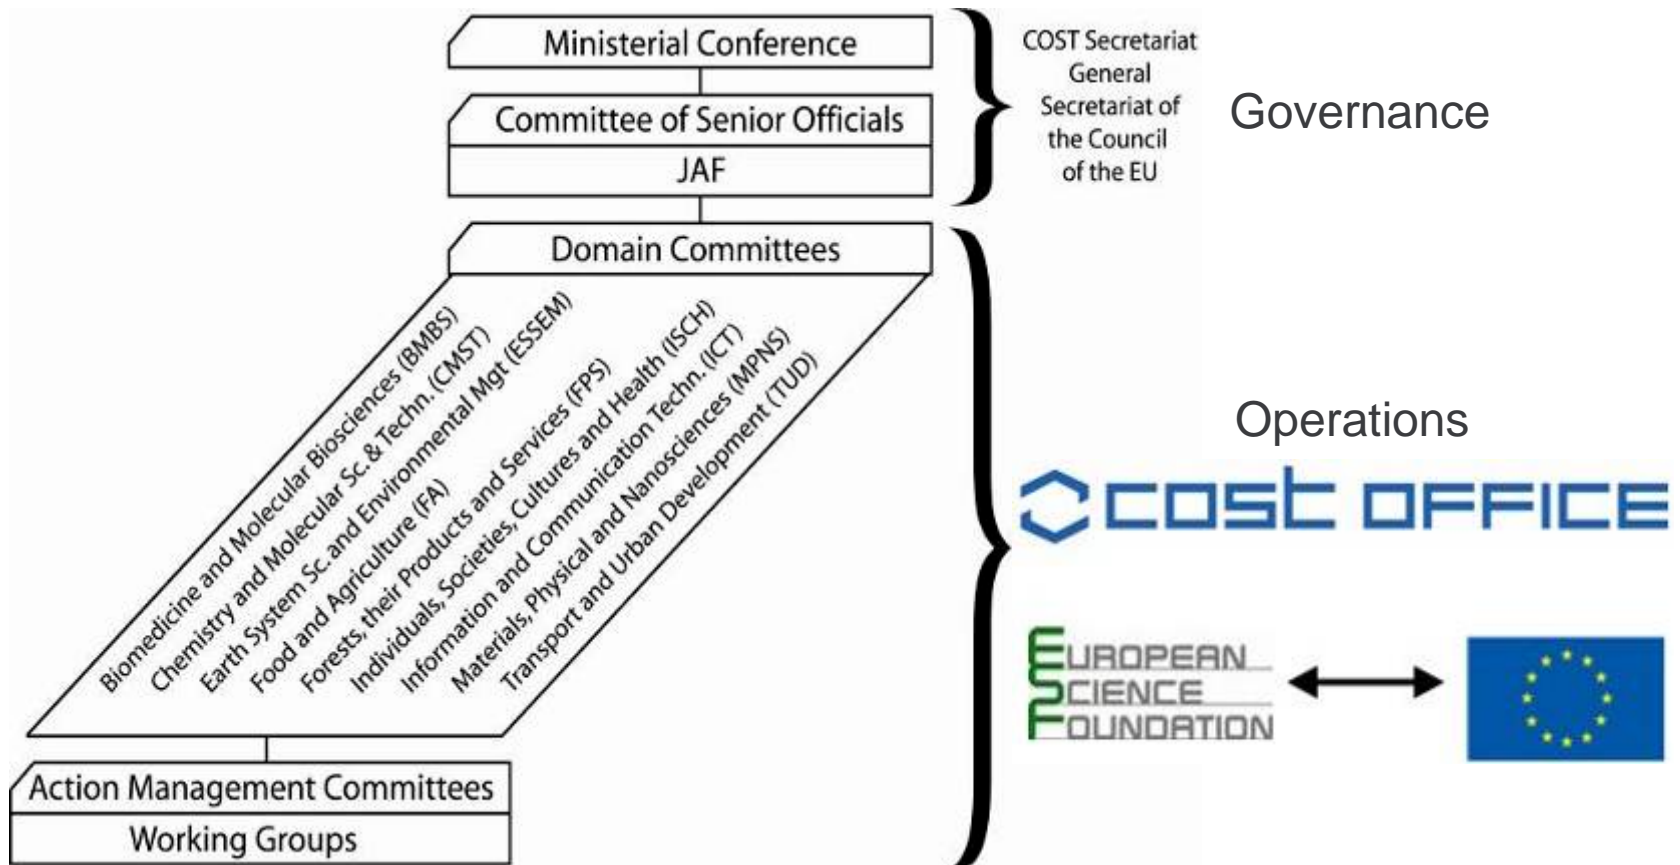 Ministerial Conference
Committee of Senior Officials
JAF
COST Secretariat
General
Secretariat of
the Council
of the EU
Governance
Domain Committees
Biomedicine and Molecular Biosciences (BMBS)
Chemistry and Molecular Sc. & Techn. (CMST)
Earth System Sc. and Environmental Mgt (ESSEM)
Food and Agriculture (FA)
Forests, their Products and Services (FPS)
Individuals, Societies, Cultures and Health (ISCH)
Information and Communication Techn. (ICT)
Materials, Physical and Nanosciences (MPNS)
Transport and Urban Development (TUD)
Operations
COST OFFICE
EUROPEAN
SCIENCE
FOUNDATION
Action Management Committees
Working Groups